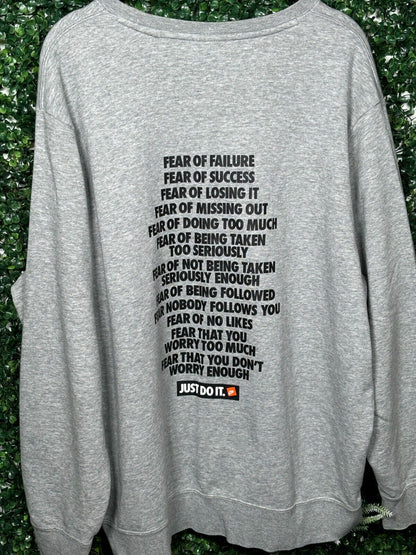 FEAR OF FAILURE
FEAR OF SUCCESS
FEAR OF LOSING IT
FEAR OF MISSING OUT
FEAR OF DOING TOO MUCH
FEAR OF BEING TAKEN
TOO SERIOUSLY
FEAR OF NOT BEING TAKEN
SERIOUSLY ENOUGH
FEAR OF BEING FOLLOWED
FEAR NOBODY FOLLOWS YOU
FEAR OF NO LIKES
FEAR THAT YOU
WORRY TOO MUCH
FEAR THAT YOU DON'T
WORRY ENOUGH
JUST DO IT.